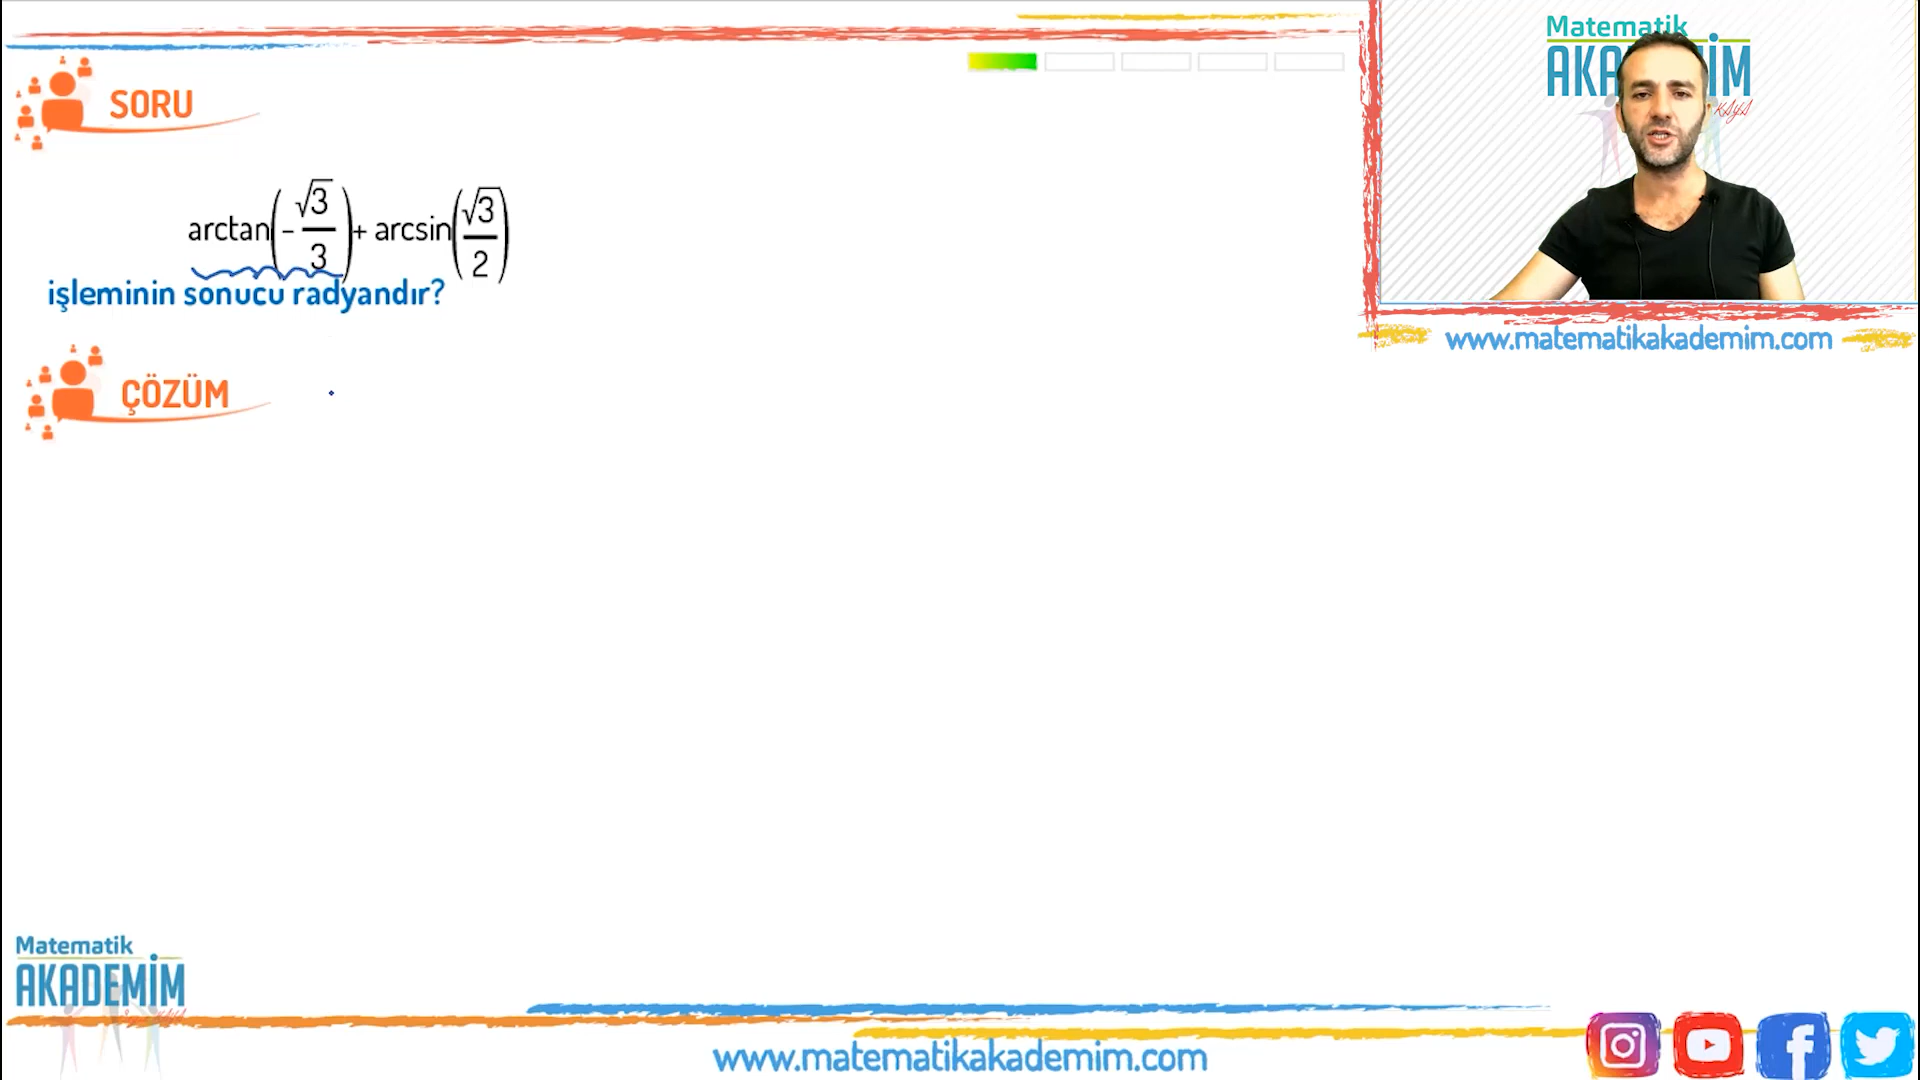 Matematik
AKADEMİM
KAYA
SORU
arctan(-√3/3) + arcsin(√3/2)
işleminin sonucu radyandır?
www.matematikakademim.com
ÇÖZÜM
Matematik
AKADEMİM
www.matematikakademim.com